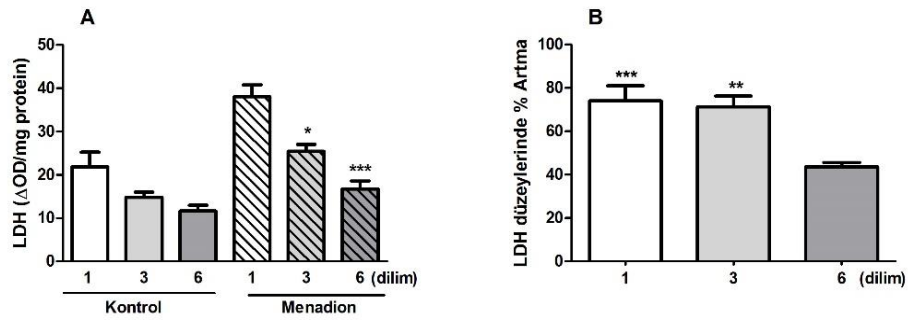 A
LDH (ΔOD/mg protein)
50
40
30
20
10
0
*
***
1 3 6 1 3 6 (dilim)
Kontrol Menadion
B
LDH düzeylerinde % Artma
100
80
60
40
20
0
***
**
1 3 6 (dilim)